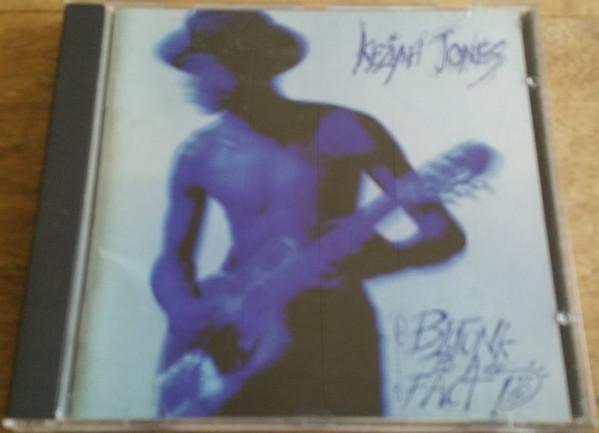 KEZIAH JONES
BLUFUNK
IS A
FACT!